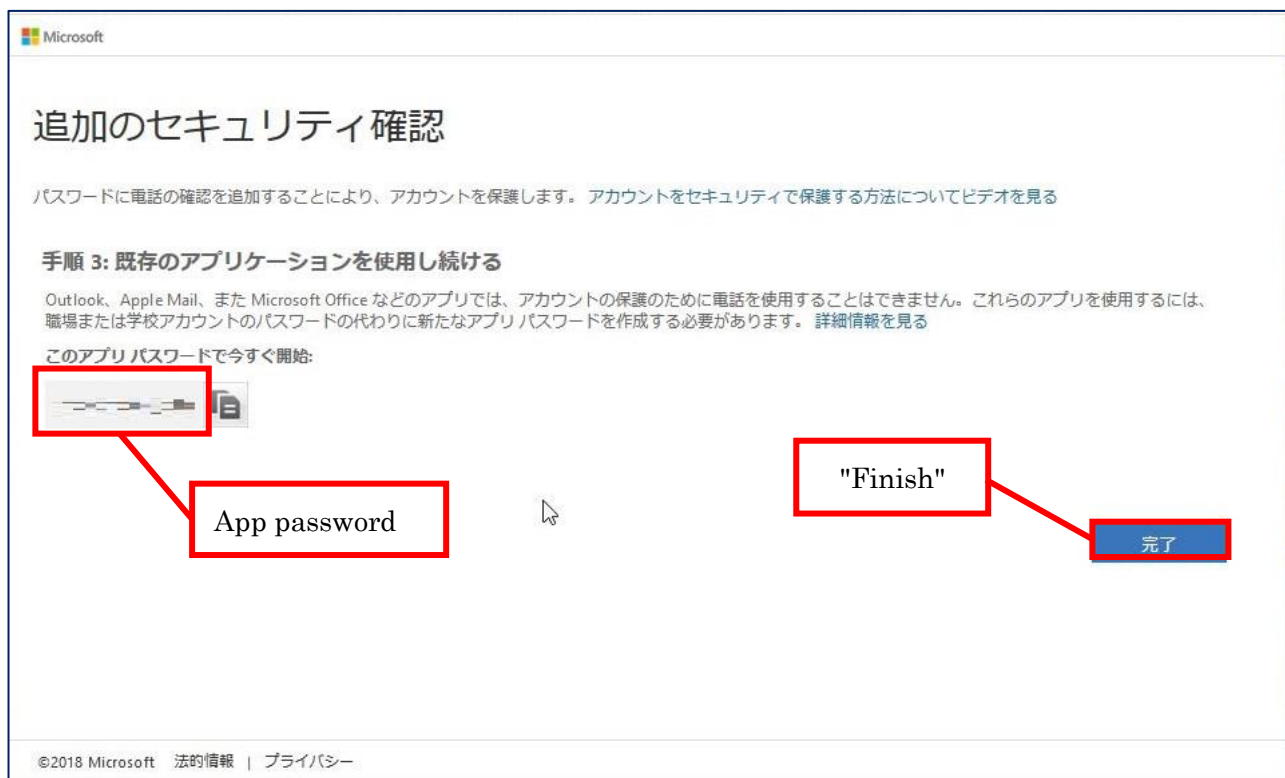 Microsoft
追加のセキュリティ確認
パスワードに電話の確認を追加することにより、アカウントを保護します。 アカウントをセキュリティで保護する方法についてビデオを見る
手順 3: 既存のアプリケーションを使用し続ける
Outlook、Apple Mail、また Microsoft Office などのアプリでは、アカウントの保護のために電話を使用することはできません。これらのアプリを使用するには、
職場または学校アカウントのパスワードの代わりに新たなアプリ パスワードを作成する必要があります。 詳細情報を見る
このアプリ パスワードで今すぐ開始:
"Finish"
App password
完了
©2018 Microsoft 法的情報 | プライバシー